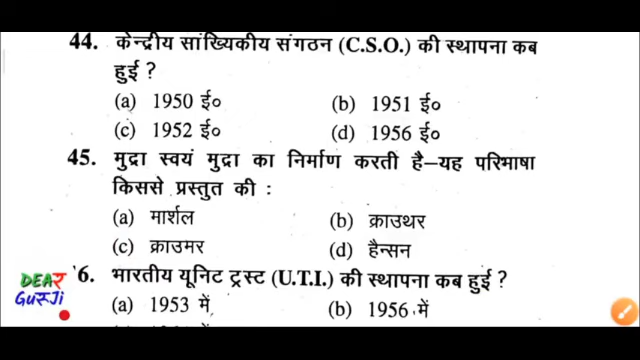 44. केन्द्रीय सांख्यिकीय संगठन (C.S.O.) की स्थापना कब
हुई ?
(a) 1950 ई० (b) 1951 ई०
(c) 1952 ई० (d) 1956 ई०
45. मुद्रा स्वयं मुद्रा का निर्माण करती है–यह परिभाषा
किससे प्रस्तुत की :
(a) मार्शल (b) क्राउथर
(c) क्राउमर (d) हैन्सन
6. भारतीय यूनिट ट्रस्ट (U.T.I.) की स्थापना कब हुई ?
(a) 1953 में (b) 1956 में
DEAR
GURUJI